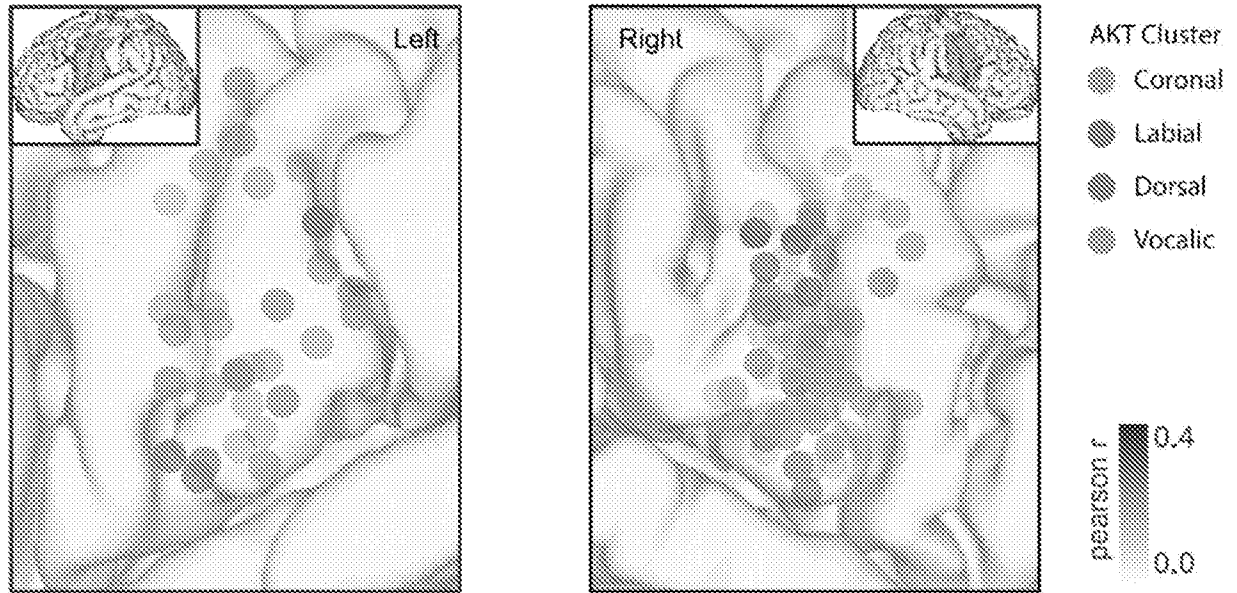 Left
Right
AKT Cluster
Coronal
Labial
Dorsal
Vocalic
pearson r
0.4
0.0